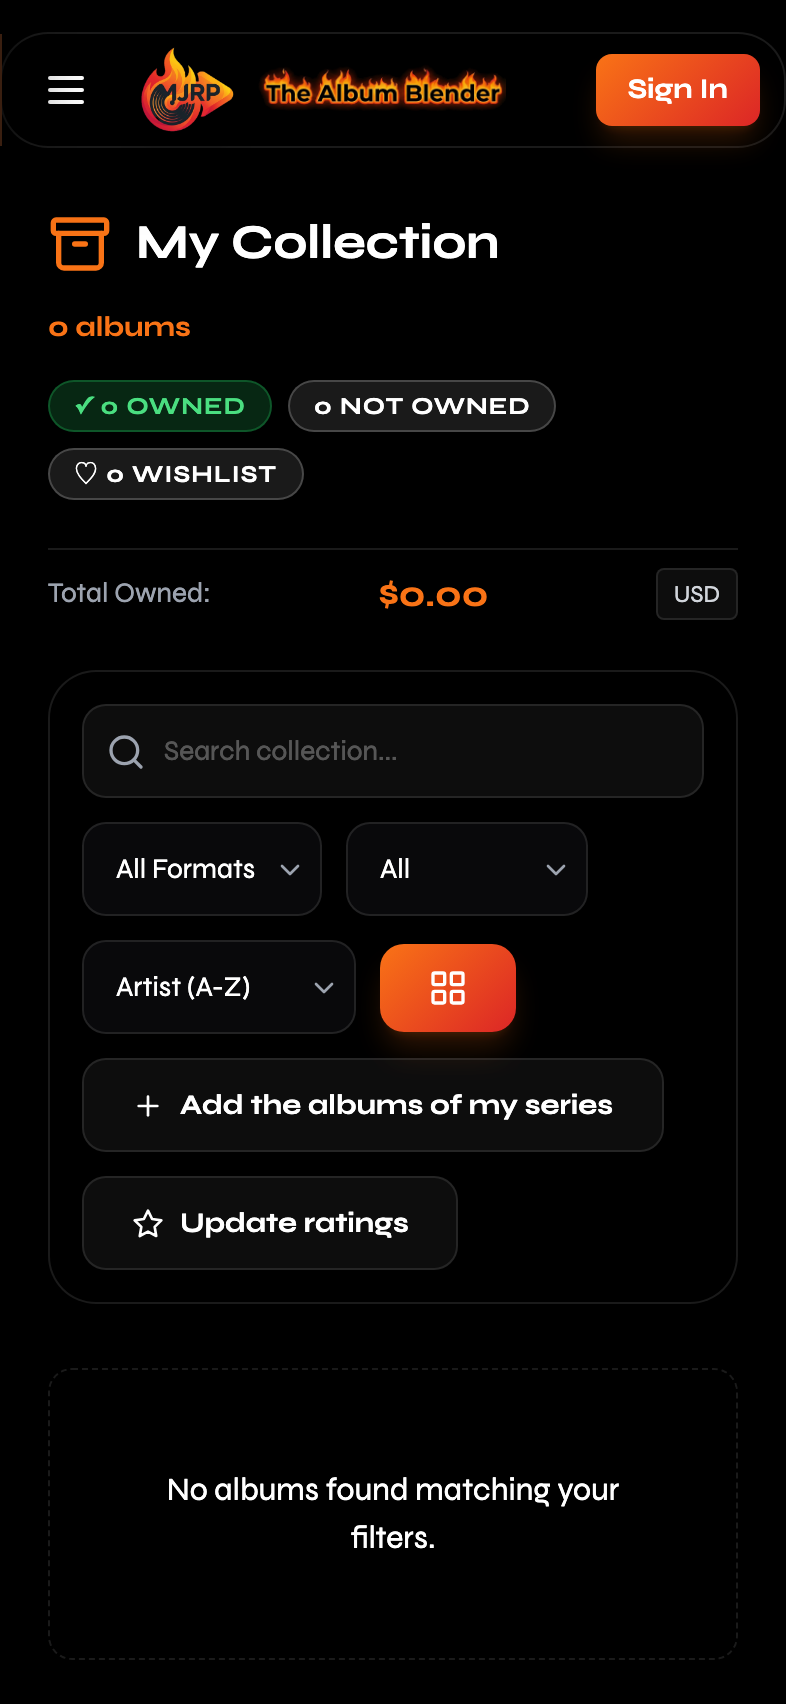 MJRP
The Album Blender
Sign In
My Collection
0 albums
✓ 0 OWNED
0 NOT OWNED
♡ 0 WISHLIST
Total Owned:
$0.00
USD
Search collection...
All Formats
All
Artist (A-Z)
+ Add the albums of my series
Update ratings
No albums found matching your
filters.